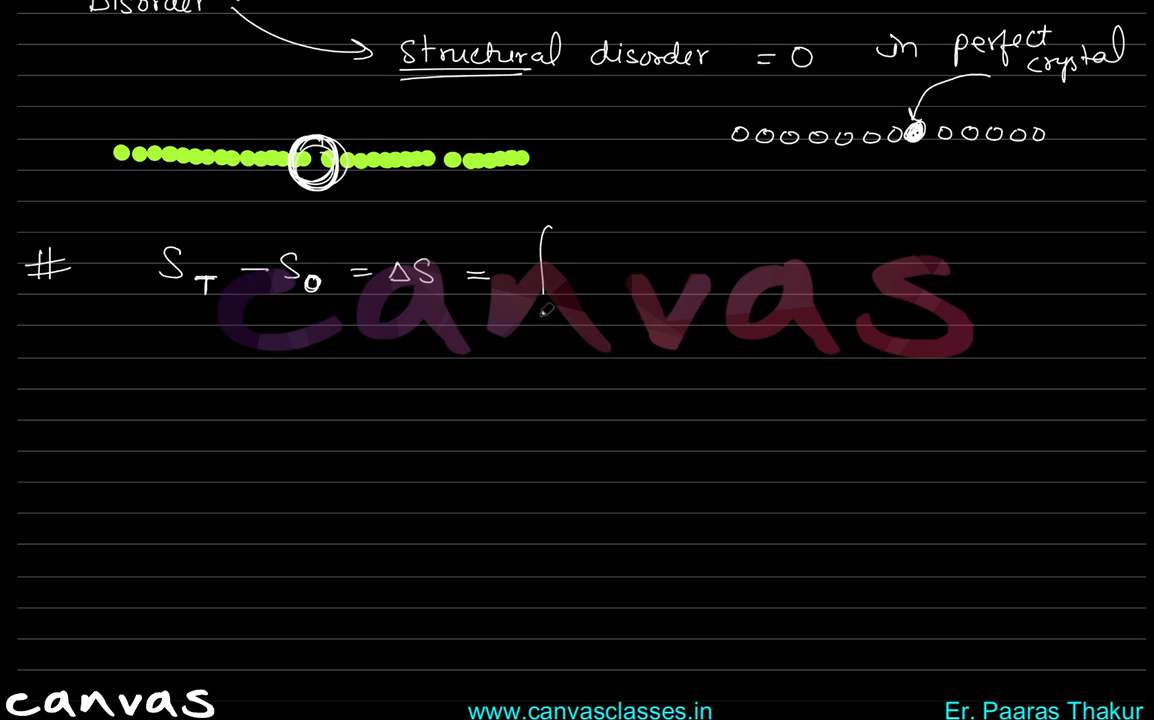 Disorder
Structural disorder = 0 in perfect crystal
# S_T - S_0 = ΔS = ∫
canvas
canvas www.canvasclasses.in Er. Paaras Thakur